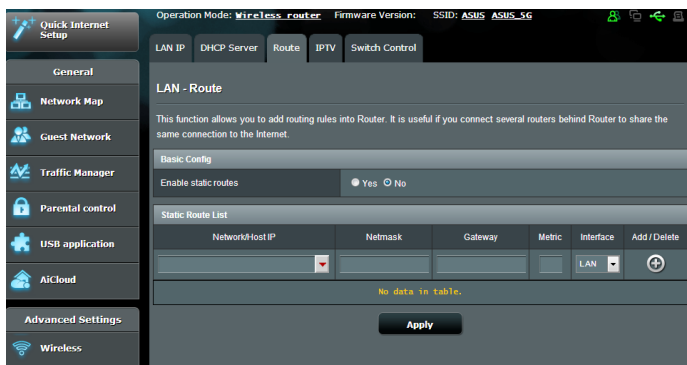 Quick Internet Setup
Operation Mode: Wireless router Firmware Version: SSID: ASUS ASUS_5G
LAN IP DHCP Server Route IPTV Switch Control
General
Network Map
Guest Network
Traffic Manager
Parental control
USB application
AiCloud
Advanced Settings
Wireless
LAN - Route
This function allows you to add routing rules into Router. It is useful if you connect several routers behind Router to share the
same connection to the Internet.
Basic Config
Enable static routes Yes No
Static Route List
Network/Host IP Netmask Gateway Metric Interface Add / Delete
LAN
No data in table.
Apply